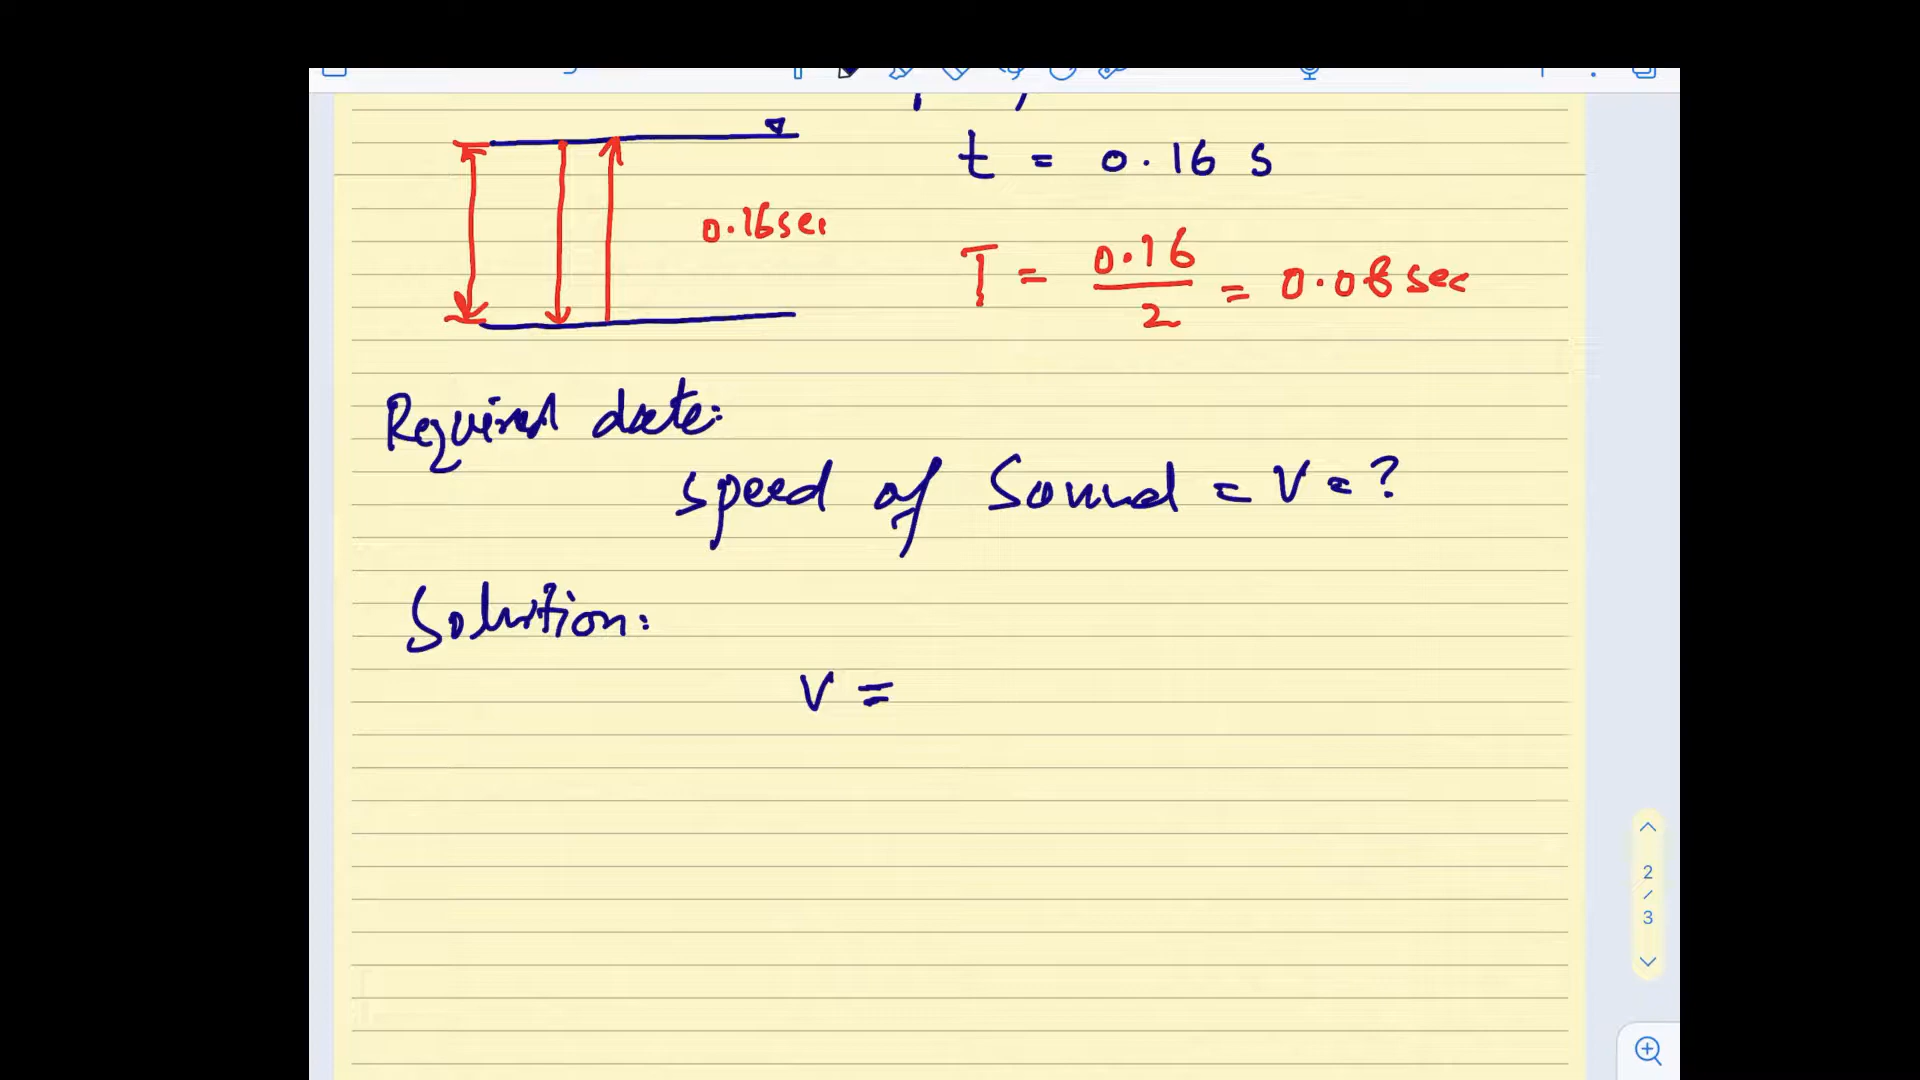 t = 0.16 s
0.16sec
T = 0.16/2 = 0.08 sec
Required data:
speed of Sound = V = ?
Solution:
V =
2
/
3